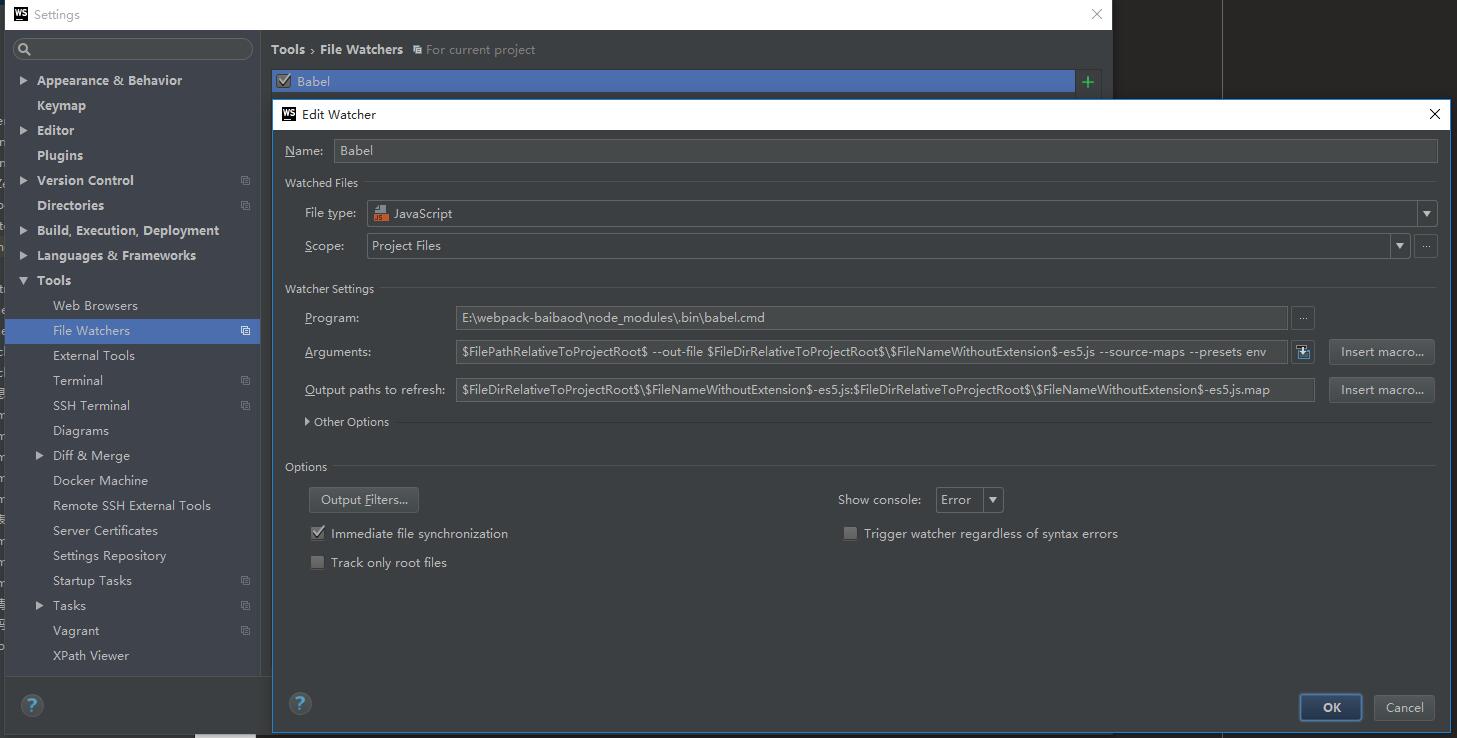 WS Settings
Tools › File Watchers For current project
Babel
Appearance & Behavior
Keymap
Editor
Plugins
Version Control
Directories
Build, Execution, Deployment
Languages & Frameworks
Tools
Web Browsers
File Watchers
External Tools
Terminal
SSH Terminal
Diagrams
Diff & Merge
Docker Machine
Remote SSH External Tools
Server Certificates
Settings Repository
Startup Tasks
Tasks
Vagrant
XPath Viewer
?
WS Edit Watcher
Name: Babel
Watched Files
File type: JS JavaScript
Scope: Project Files ...
Watcher Settings
Program: E:\webpack-baibaod\node_modules\.bin\babel.cmd ...
Arguments: $FilePathRelativeToProjectRoot$ --out-file $FileDirRelativeToProjectRoot$\$FileNameWithoutExtension$-es5.js --source-maps --presets env Insert macro...
Output paths to refresh: $FileDirRelativeToProjectRoot$\$FileNameWithoutExtension$-es5.js:$FileDirRelativeToProjectRoot$\$FileNameWithoutExtension$-es5.js.map Insert macro...
Other Options
Options
Output Filters... Show console: Error
Immediate file synchronization Trigger watcher regardless of syntax errors
Track only root files
? OK Cancel